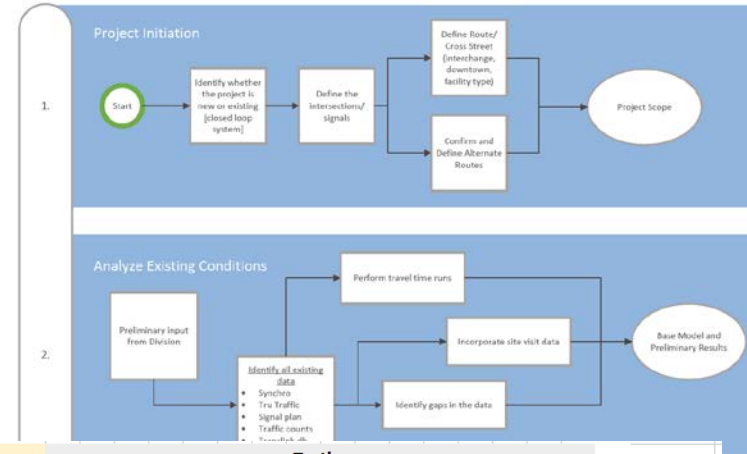 Project Initiation
1.
Start
Identify whether
the project is
new or existing
[closed loop
system]
Define the
intersections/
signals
Define Route/
Cross Street
(interchange,
downtown,
facility type)
Confirm and
Define Alternate
Routes
Project Scope
Analyze Existing Conditions
2.
Preliminary input
from Division
Identify all existing
data
• Synchro
• Tru Traffic
• Signal plan
• Traffic counts
Perform travel time runs
Incorporate site visit data
Identify gaps in the data
Base Model and
Preliminary Results